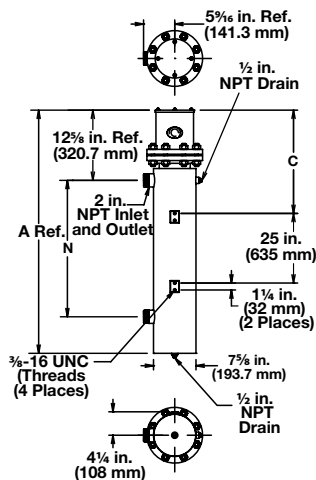 5⁹⁄₁₆ in. Ref.
(141.3 mm)
½ in.
NPT Drain
12⅝ in. Ref.
(320.7 mm)
C
2 in.
NPT Inlet
and Outlet
A Ref.
N
25 in.
(635 mm)
1¼ in.
(32 mm)
(2 Places)
⅜-16 UNC
(Threads
(4 Places)
7⅝ in.
(193.7 mm)
½ in.
NPT
Drain
4¼ in.
(108 mm)